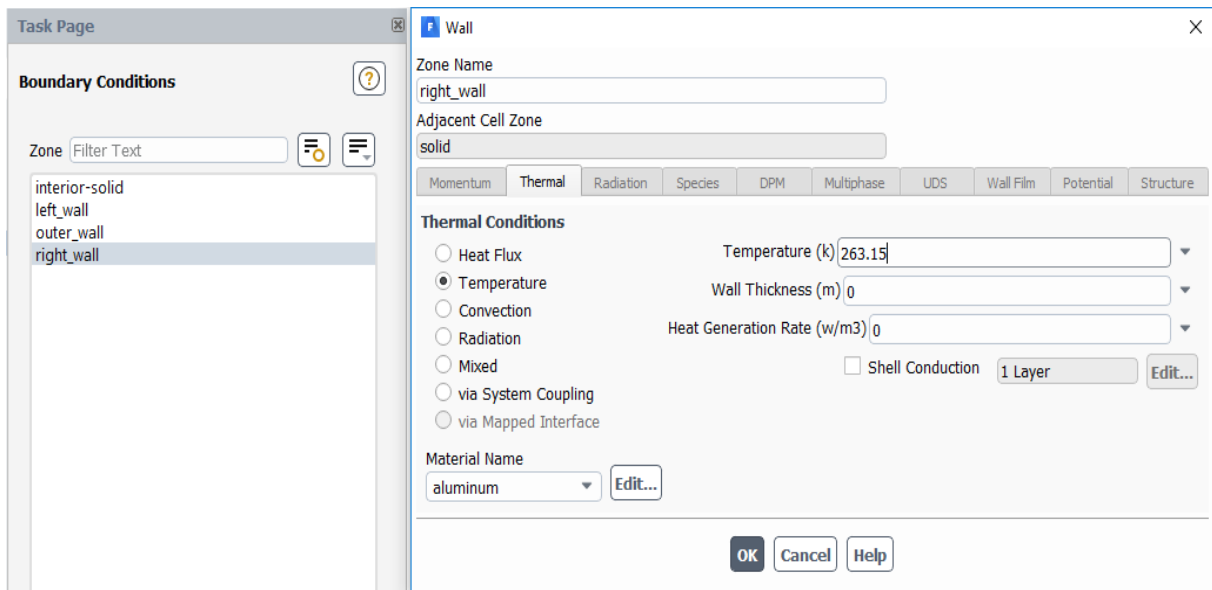 Task Page
Boundary Conditions
?
Zone Filter Text
interior-solid
left_wall
outer_wall
right_wall
F Wall
Zone Name
right_wall
Adjacent Cell Zone
solid
Momentum Thermal Radiation Species DPM Multiphase UDS Wall Film Potential Structure
Thermal Conditions
Heat Flux
Temperature
Convection
Radiation
Mixed
via System Coupling
via Mapped Interface
Temperature (k) 263.15
Wall Thickness (m) 0
Heat Generation Rate (w/m3) 0
Shell Conduction 1 Layer Edit...
Material Name
aluminum Edit...
OK Cancel Help